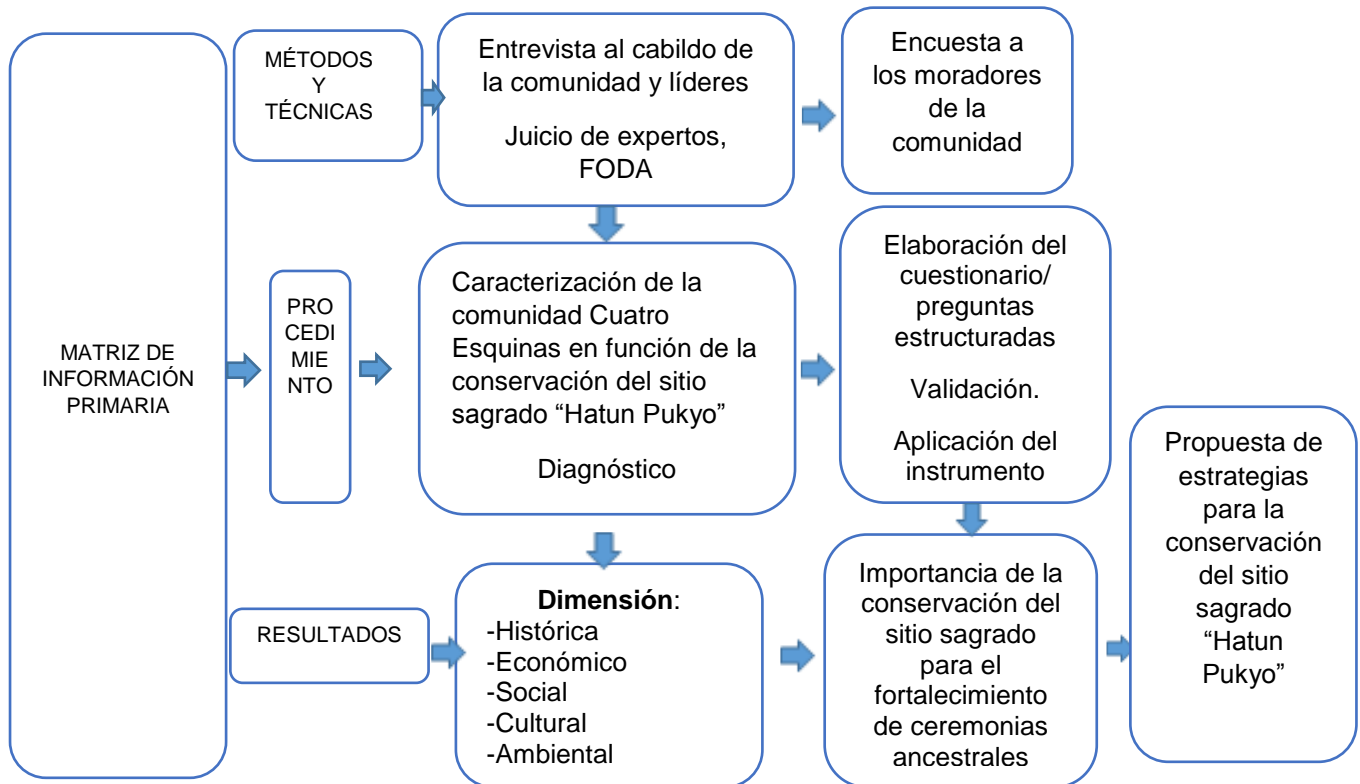 MATRIZ DE
INFORMACIÓN
PRIMARIA
MÉTODOS
Y
TÉCNICAS
Entrevista al cabildo de
la comunidad y líderes
Juicio de expertos,
FODA
Encuesta a
los moradores
de la
comunidad
PRO
CEDI
MIE
NTO
Caracterización de la
comunidad Cuatro
Esquinas en función de la
conservación del sitio
sagrado “Hatun Pukyo”
Diagnóstico
Elaboración del
cuestionario/
preguntas
estructuradas
Validación.
Aplicación del
instrumento
RESULTADOS
Dimensión:
-Histórica
-Económico
-Social
-Cultural
-Ambiental
Importancia de la
conservación del
sitio sagrado
para el
fortalecimiento
de ceremonias
ancestrales
Propuesta de
estrategias
para la
conservación
del sitio
sagrado
“Hatun
Pukyo”